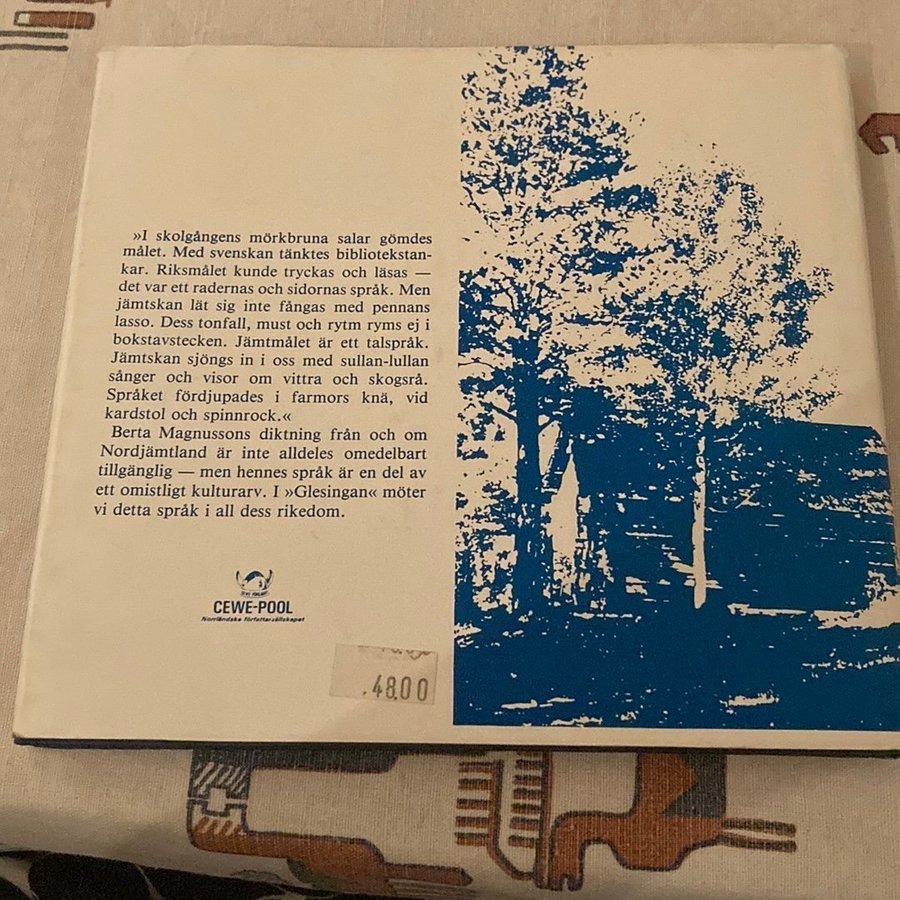 »I skolgångens mörkbruna salar gömdes
målet. Med svenskan tänktes bibliotekstan-
kar. Riksmålet kunde tryckas och läsas —
det var ett radernas och sidornas språk. Men
jämtskan lät sig inte fångas med pennans
lasso. Dess tonfall, must och rytm ryms ej i
bokstavstecken. Jämtmålet är ett talspråk.
Jämtskan sjöngs in i oss med sullan-lullan
sånger och visor om vittra och skogsrå.
Språket fördjupades i farmors knä, vid
kardstol och spinnrock.«
Berta Magnussons diktning från och om
Nordjämtland är inte alldeles omedelbart
tillgänglig — men hennes språk är en del av
ett omistligt kulturarv. I »Glesingan« möter
vi detta språk i all dess rikedom.
CEWE-POOL
Norrländska författarsällskapet
.4800